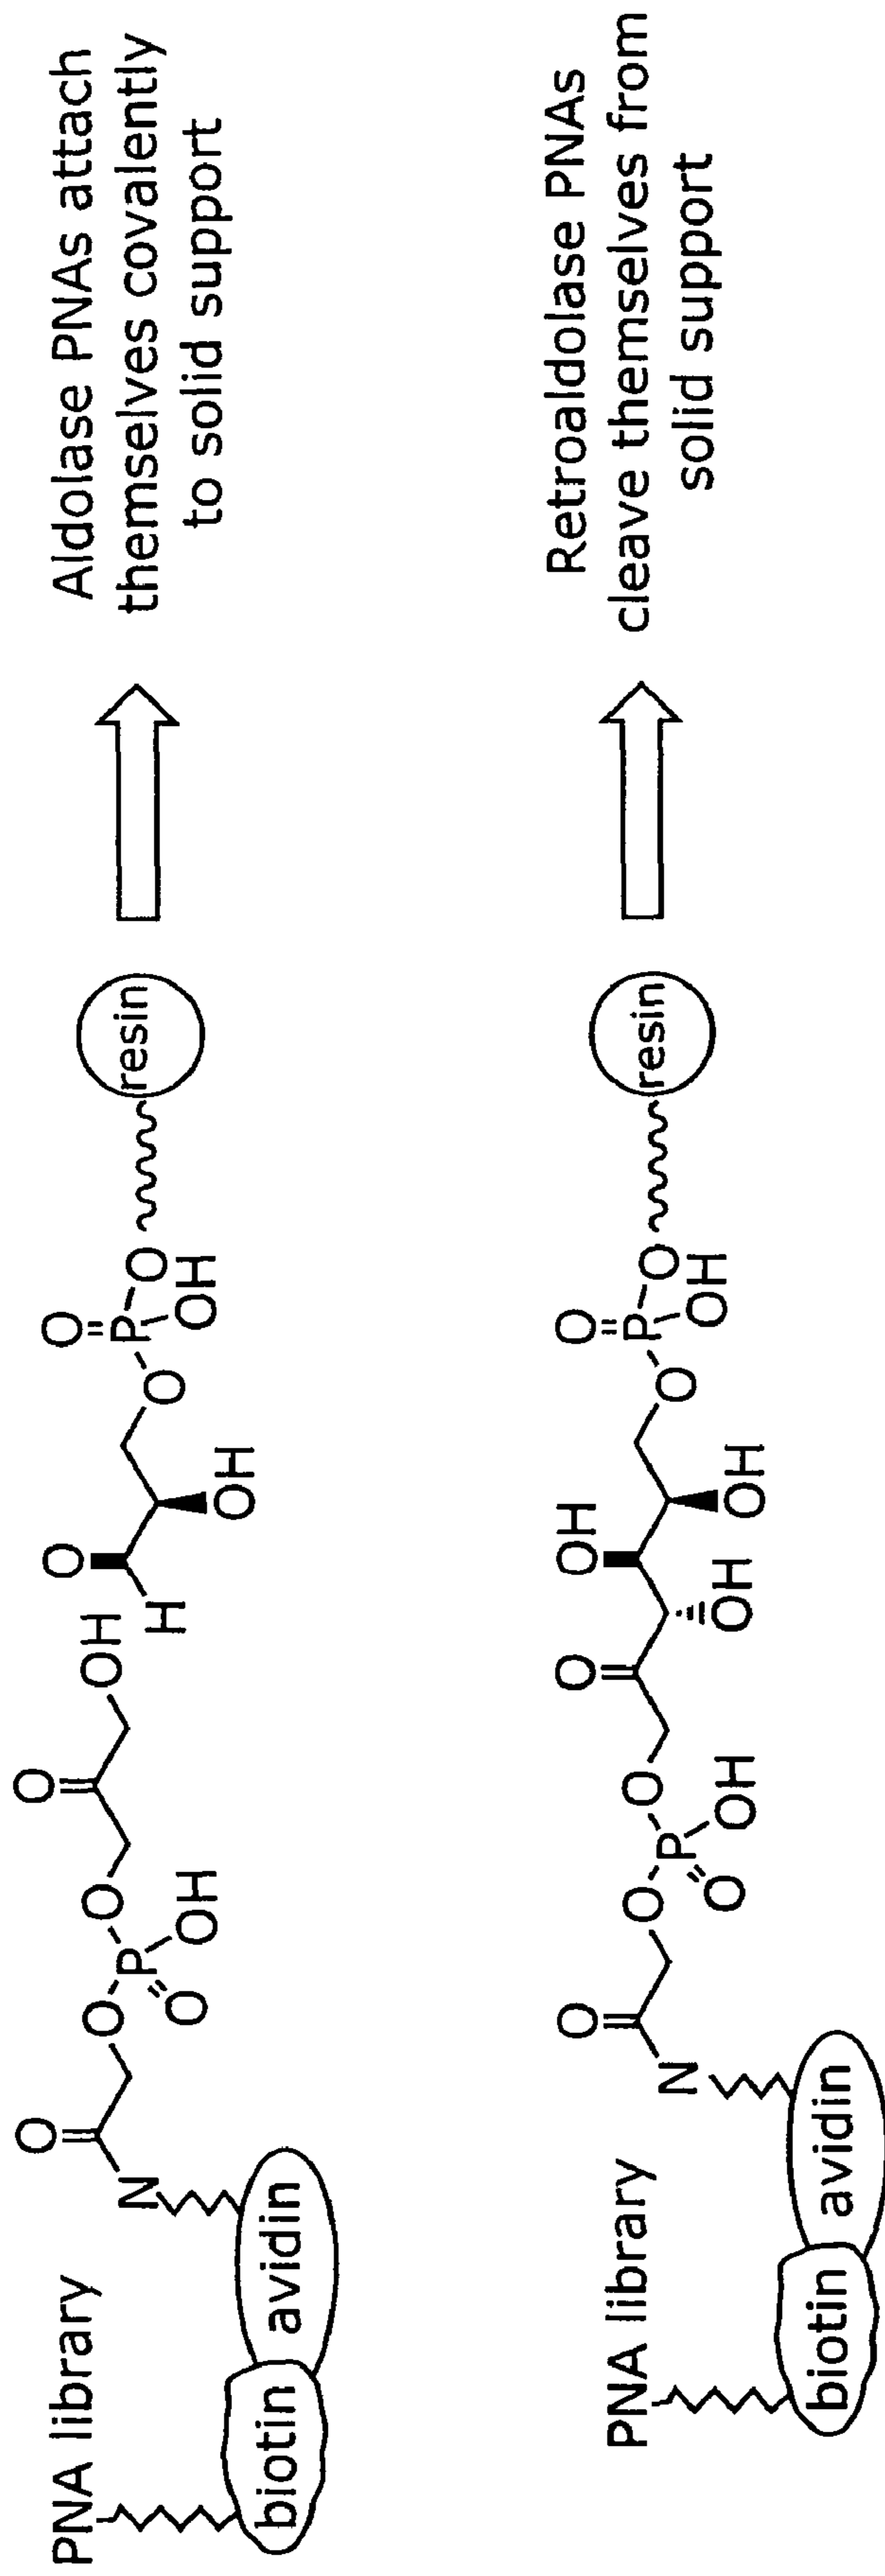 PNA library
biotin
avidin
N
O
O
P
O
OH
O
O
OH
H
O
OH
O
O
P
OH
O
resin
Aldolase PNAs attach
themselves covalently
to solid support
PNA library
biotin
avidin
N
O
O
P
O
OH
O
O
OH
OH
OH
O
O
P
OH
O
resin
Retroaldolase PNAs
cleave themselves from
solid support